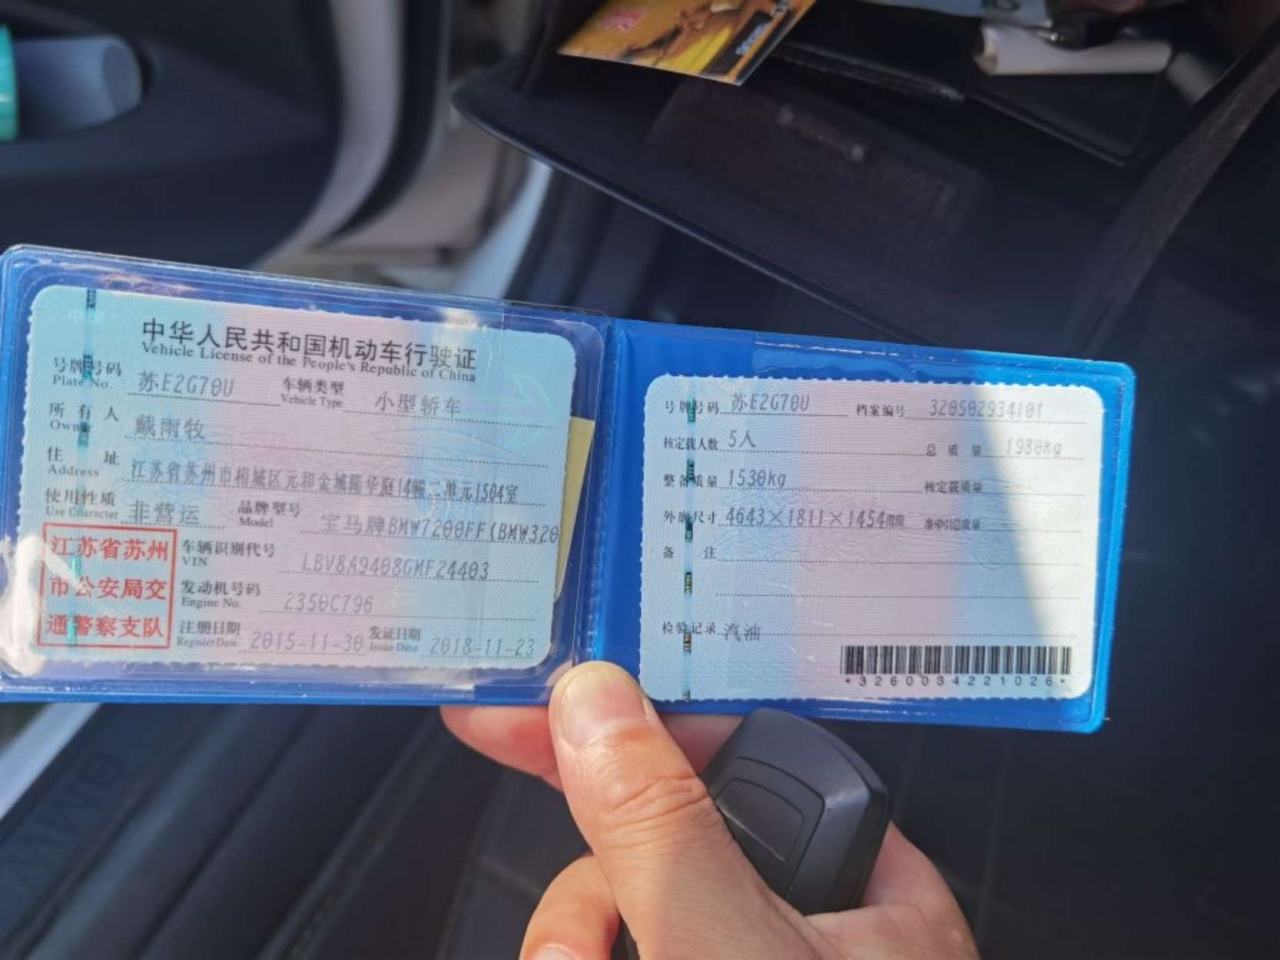 中华人民共和国机动车行驶证
Vehicle License of the People's Republic of China
号牌号码 苏E2G70U 车辆类型 小型轿车
Plate No. Vehicle Type
所有人 戴雨牧
Owner
住址 江苏省苏州市相城区元和金城隆华庭14幢二单元1504室
Address
使用性质 非营运 品牌型号 宝马牌BMW7200FF(BMW320
Use Character Model
江苏省苏州
市公安局交
通警察支队
车辆识别代号 LBV8A9408GMF24403
VIN
发动机号码 2350C796
Engine No.
注册日期 2015-11-30 发证日期 2018-11-23
Register Date Issue Date
号牌号码 苏E2G70U 档案编号 320502934101
核定载人数 5人 总质量 1980kg
整备质量 1530kg 核定载质量
外廓尺寸 4643×1811×1454mm 准牵引总质量
备注
检验记录 汽油
*3260034221026*
BMW